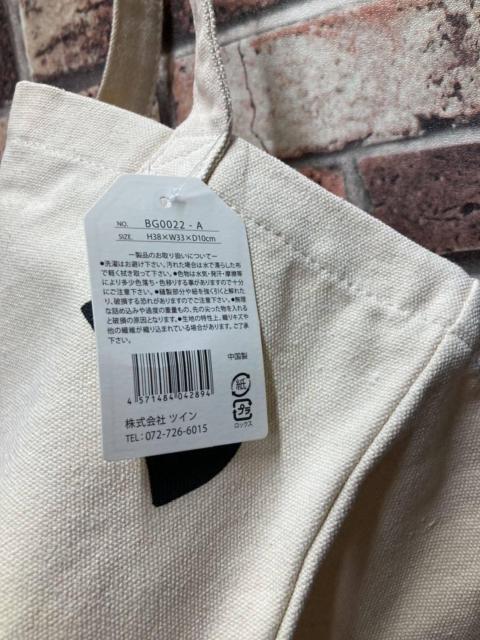 NO. BG0022 - A
SIZE. H38×W33×D10cm
ー製品のお取り扱いについてー
●洗濯はお避け下さい。汚れた場合は水で濡らした布
で軽く拭き取って下さい。●色物は水気・発汗・摩擦等
により多少色落ち・色移りする事がありますので十分
にご注意下さい。●縫製部分や紐を強く引くと解れた
り、破損する恐れがありますのでご注意下さい。●無理
な詰め込みや過度の重量もの、先の尖った物を入れる
と破損の原因となります。●生地の特性上、織りキズや
他の繊維が織り込まれている場合があります。ご了承
下さい。
中国製
4 571484 042894
紙
プラ
ロックス
株式会社 ツイン
TEL: 072-726-6015